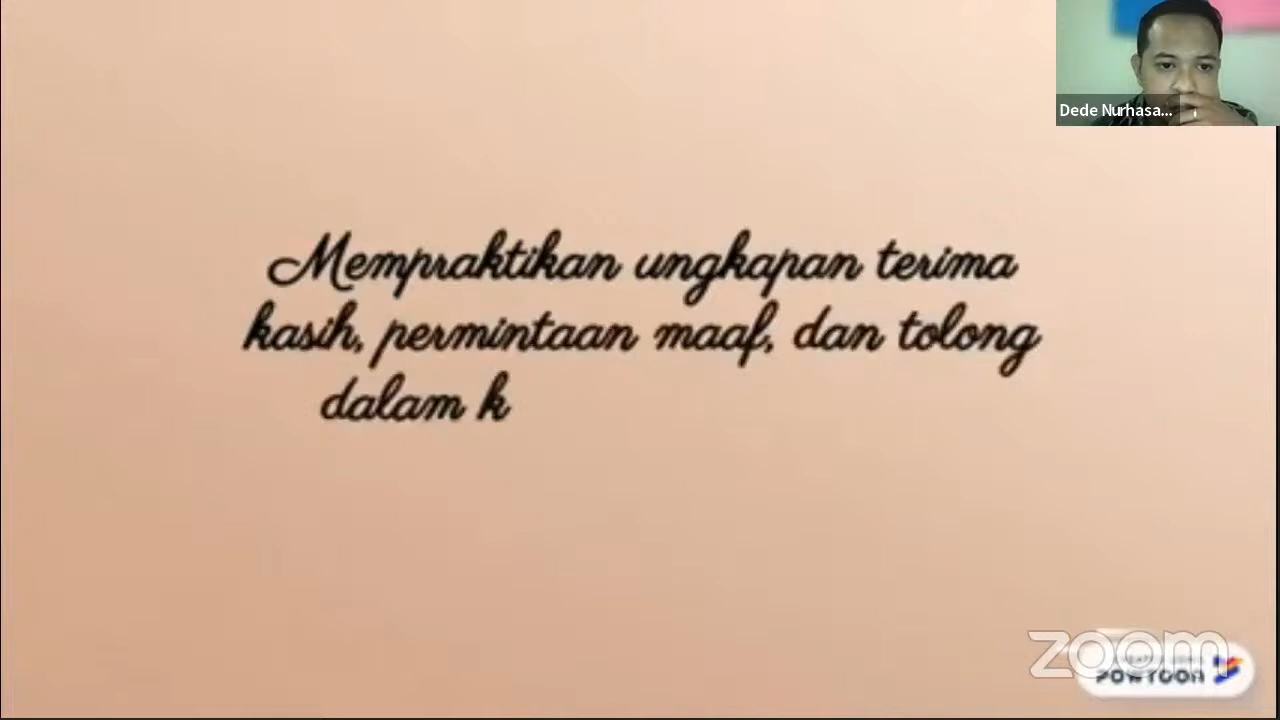 Dede Nurhasa...
Mempraktikan ungkapan terima
kasih, permintaan maaf, dan tolong
dalam k
zoom
POWTOON